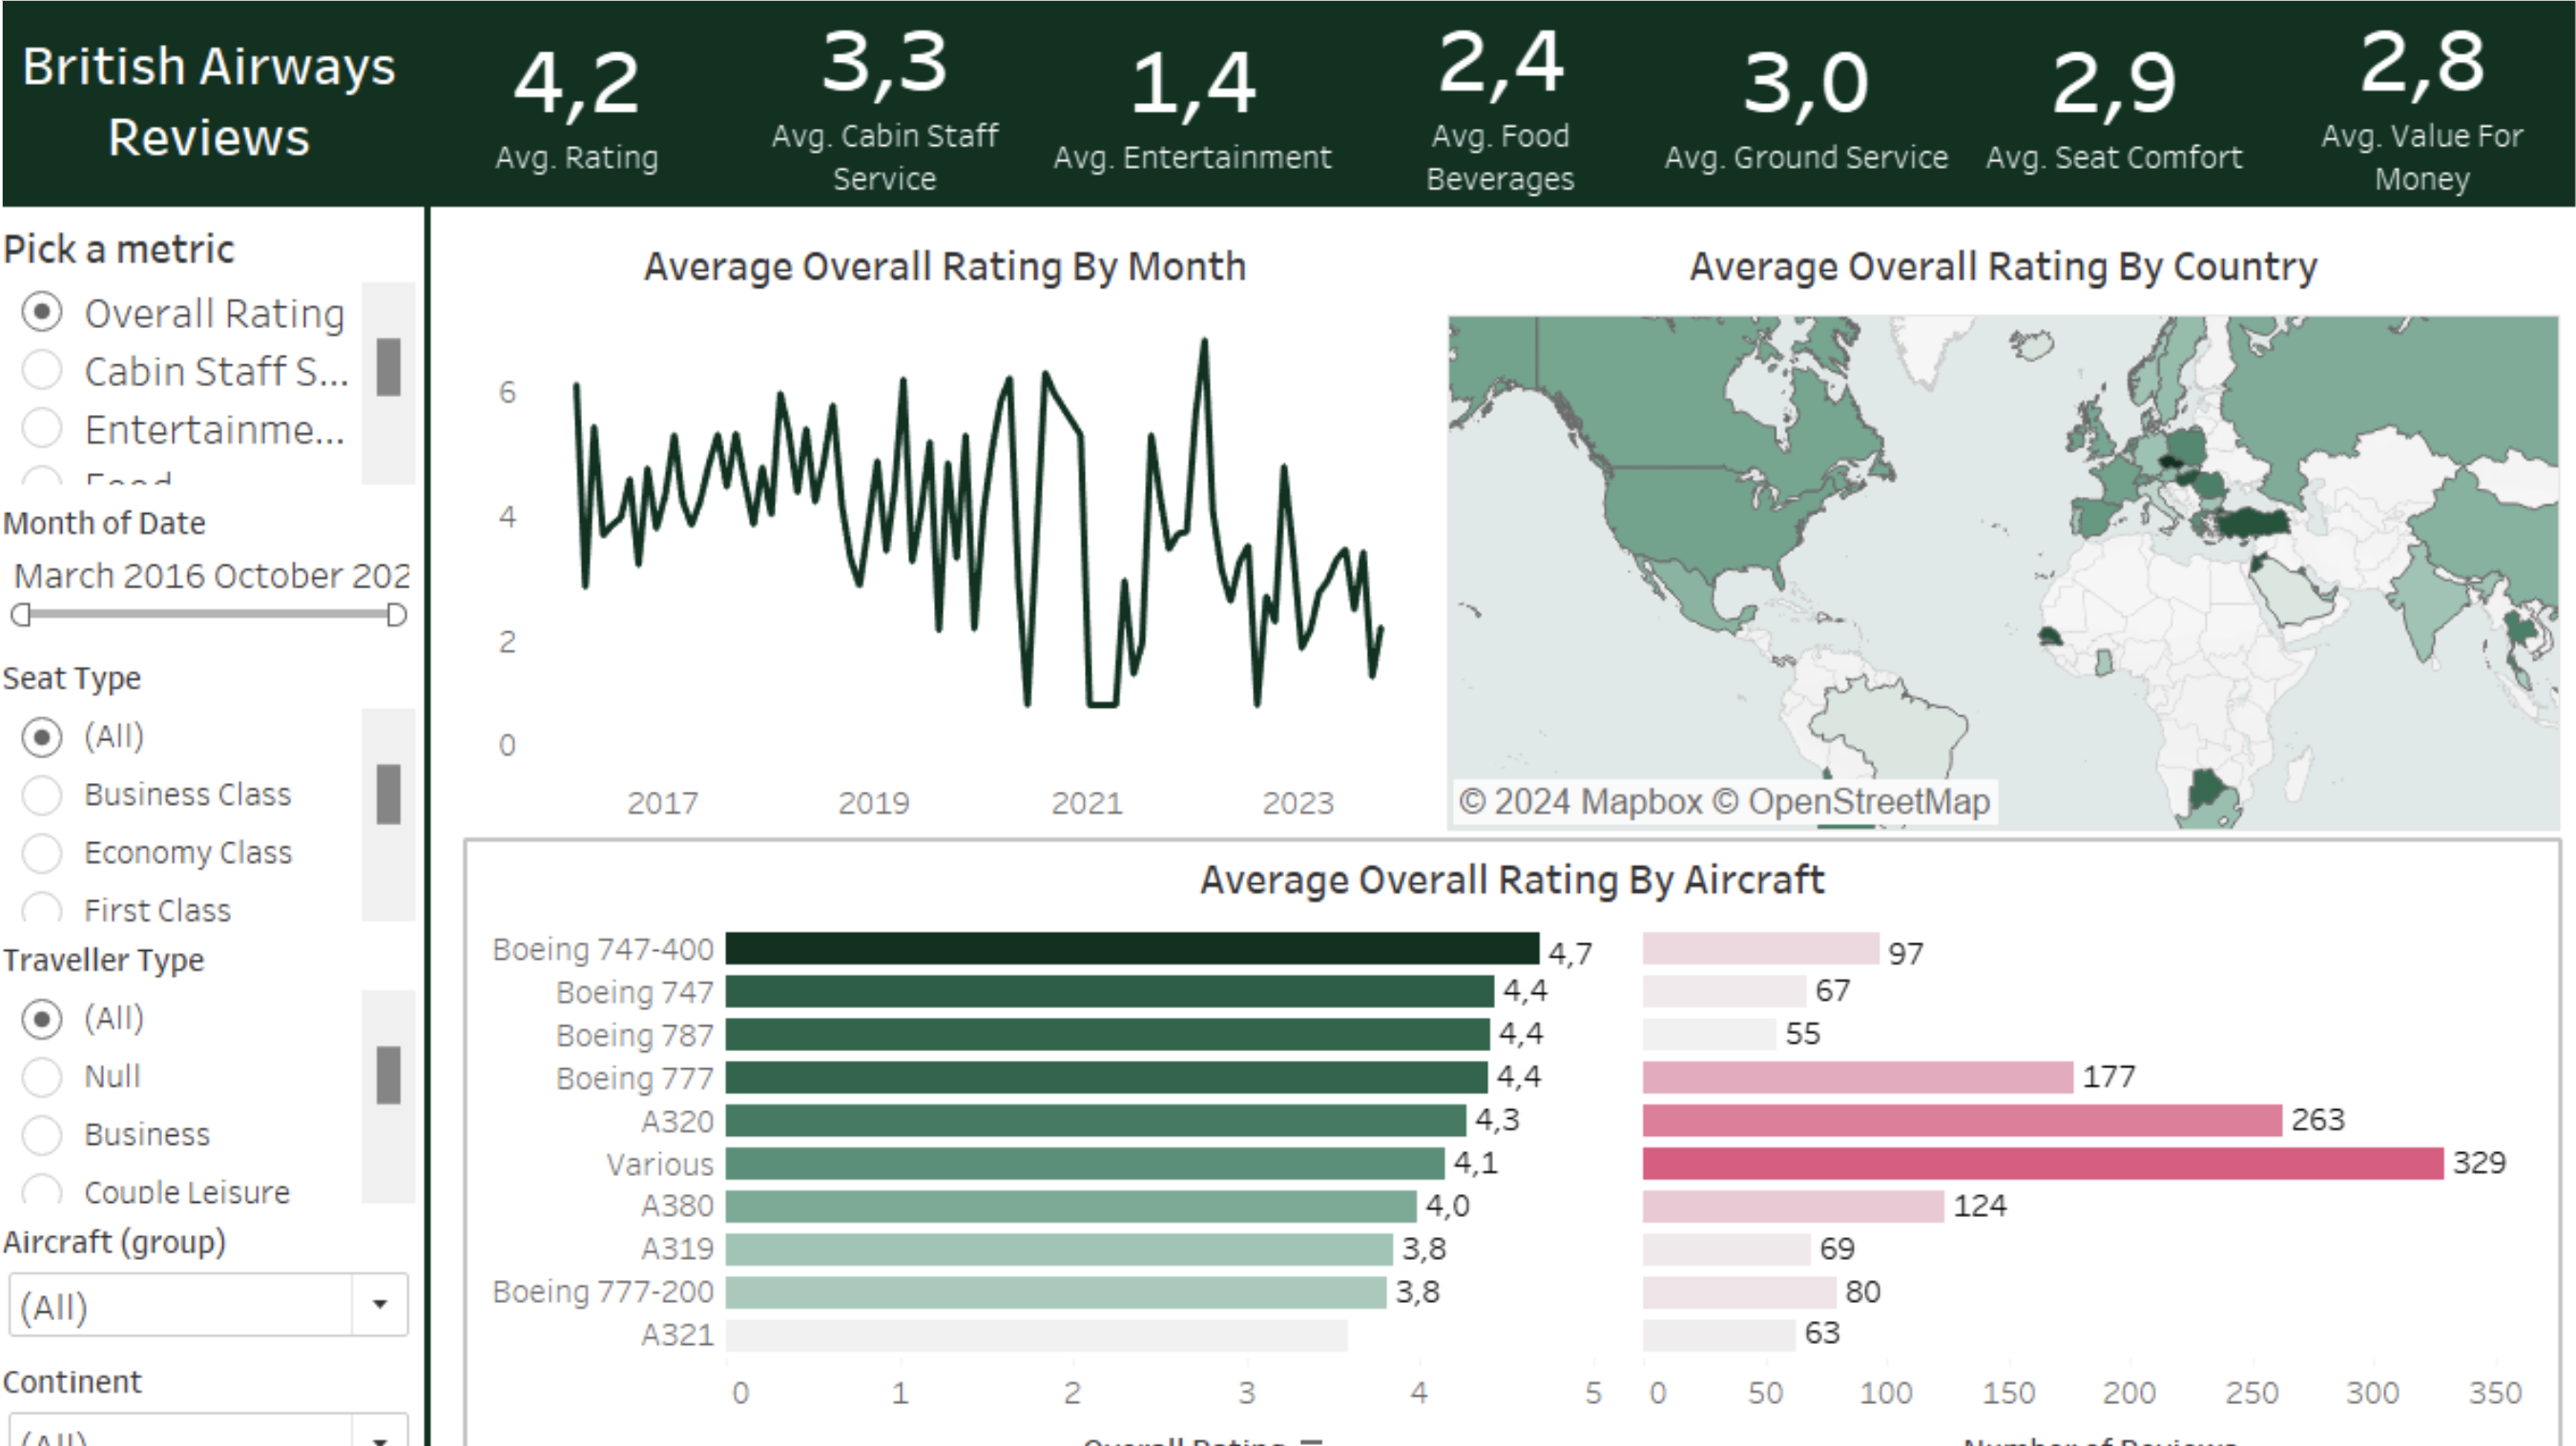 British Airways
Reviews
4,2
Avg. Rating
3,3
Avg. Cabin Staff
Service
1,4
Avg. Entertainment
2,4
Avg. Food
Beverages
3,0
Avg. Ground Service
2,9
Avg. Seat Comfort
2,8
Avg. Value For
Money
Pick a metric
Overall Rating
Cabin Staff S...
Entertainme...
Food
Month of Date
March 2016 October 202
Seat Type
(All)
Business Class
Economy Class
First Class
Traveller Type
(All)
Null
Business
Couple Leisure
Aircraft (group)
(All)
Continent
(All)
Average Overall Rating By Month
6
4
2
0
2017 2019 2021 2023
Average Overall Rating By Country
© 2024 Mapbox © OpenStreetMap
Average Overall Rating By Aircraft
Boeing 747-400 4,7 97
Boeing 747 4,4 67
Boeing 787 4,4 55
Boeing 777 4,4 177
A320 4,3 263
Various 4,1 329
A380 4,0 124
A319 3,8 69
Boeing 777-200 3,8 80
A321 63
0 1 2 3 4 5 0 50 100 150 200 250 300 350
Overall Rating Number of Reviews